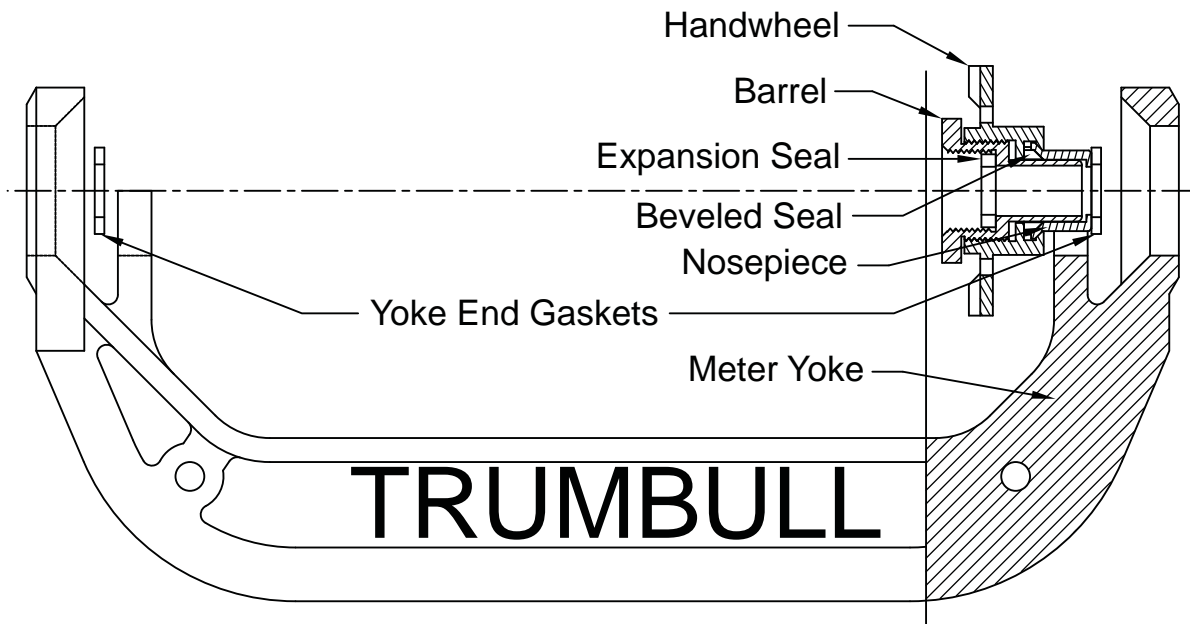 Handwheel
Barrel
Expansion Seal
Beveled Seal
Nosepiece
Yoke End Gaskets
Meter Yoke
TRUMBULL